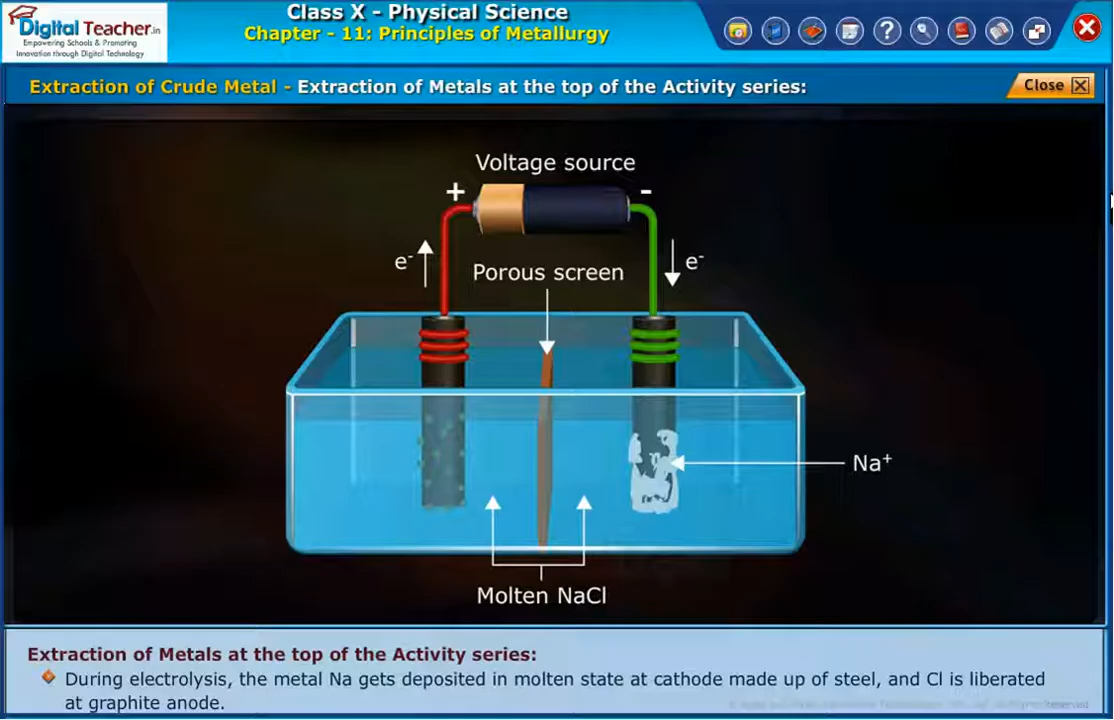 Digital Teacher.in
Empowering Schools & Promoting
Innovation through Digital Technology
Class X - Physical Science
Chapter - 11: Principles of Metallurgy
Extraction of Crude Metal - Extraction of Metals at the top of the Activity series:
Close
Voltage source
+ -
e⁻ e⁻
Porous screen
Na⁺
Molten NaCl
Extraction of Metals at the top of the Activity series:
During electrolysis, the metal Na gets deposited in molten state at cathode made up of steel, and Cl is liberated
at graphite anode.
Reserved